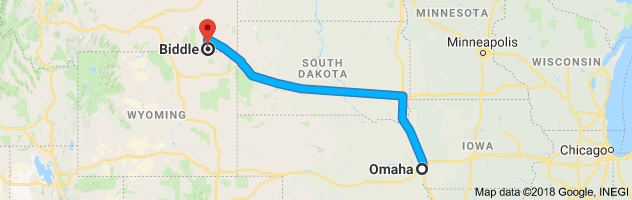 MINNESOTA
Biddle
Minneapolis
SOUTH
DAKOTA
WISCONSIN
WYOMING
IOWA
Chicago
Omaha
Map data ©2018 Google, INEGI